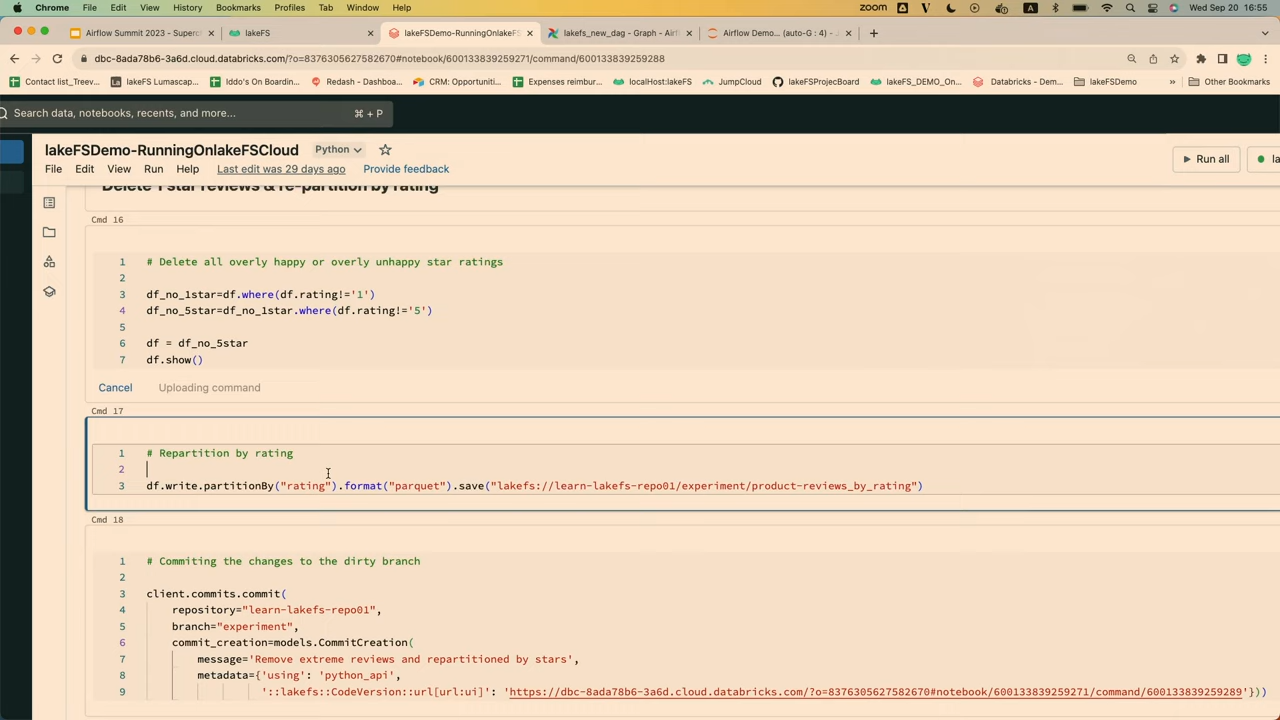 Chrome File Edit View History Bookmarks Profiles Tab Window Help zoom A Wed Sep 20 16:55
Airflow Summit 2023 - Superch
lakeFS
lakeFSDemo-RunningOnlakeFS
lakefs_new_dag - Graph - Airfl
Airflow Demo... (auto-G : 4) - J
dbc-8ada78b6-3a6d.cloud.databricks.com/?o=8376305627582670#notebook/600133839259271/command/600133839259288
Contact list_Treev... lakeFS Lumascap... Iddo's On Boardin... Redash - Dashboa... CRM: Opportuniti... Expenses reimbur... localHost:lakeFS JumpCloud lakeFSProjecBoard lakeFS_DEMO_On... Databricks - Dem... lakeFSDemo » Other Bookmarks
Search data, notebooks, recents, and more... ⌘ + P
lakeFSDemo-RunningOnlakeFSCloud Python
File Edit View Run Help Last edit was 29 days ago Provide feedback
Run all
la
Delete 1 star reviews & re-partition by rating
Cmd 16
1 # Delete all overly happy or overly unhappy star ratings
2
3 df_no_1star=df.where(df.rating!='1')
4 df_no_5star=df_no_1star.where(df.rating!='5')
5
6 df = df_no_5star
7 df.show()
Cancel Uploading command
Cmd 17
1 # Repartition by rating
2
3 df.write.partitionBy("rating").format("parquet").save("lakefs://learn-lakefs-repo01/experiment/product-reviews_by_rating")
Cmd 18
1 # Commiting the changes to the dirty branch
2
3 client.commits.commit(
4 repository="learn-lakefs-repo01",
5 branch="experiment",
6 commit_creation=models.CommitCreation(
7 message='Remove extreme reviews and repartitioned by stars',
8 metadata={'using': 'python_api',
9 '::lakefs::CodeVersion::url[url:ui]': 'https://dbc-8ada78b6-3a6d.cloud.databricks.com/?o=8376305627582670#notebook/600133839259271/command/600133839259289'}))